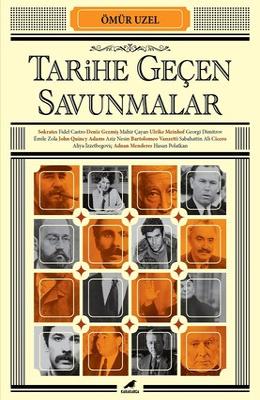 ÖMÜR UZEL
TARİHE GEÇEN
SAVUNMALAR
Sokrates Fidel Castro Deniz Gezmiş Mahir Çayan Ulrike Meinhof Georgi Dimitrov
Émile Zola John Quincy Adams Aziz Nesin Bartolomeo Vanzetti Sabahattin Ali Cicero
Aliya İzzetbegoviç Adnan Menderes Hasan Polatkan
KARAKARGA